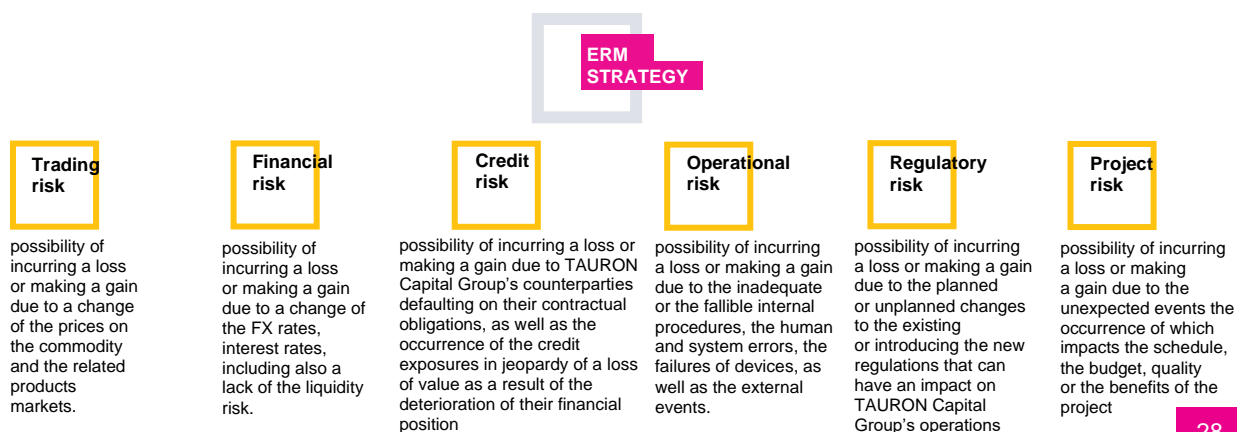 ERM
STRATEGY
Trading
risk
possibility of
incurring a loss
or making a gain
due to a change
of the prices on
the commodity
and the related
products
markets.
Financial
risk
possibility of
incurring a loss
or making a gain
due to a change of
the FX rates,
interest rates,
including also a
lack of the liquidity
risk.
Credit
risk
possibility of incurring a loss or
making a gain due to TAURON
Capital Group's counterparties
defaulting on their contractual
obligations, as well as the
occurrence of the credit
exposures in jeopardy of a loss
of value as a result of the
deterioration of their financial
position
Operational
risk
possibility of incurring
a loss or making a gain
due to the inadequate
or the fallible internal
procedures, the human
and system errors, the
failures of devices, as
well as the external
events.
Regulatory
risk
possibility of incurring
a loss or making a gain
due to the planned
or unplanned changes
to the existing
or introducing the new
regulations that can
have an impact on
TAURON Capital
Group's operations
Project
risk
possibility of incurring
a loss or making
a gain due to the
unexpected events the
occurrence of which
impacts the schedule,
the budget, quality
or the benefits of the
project
28